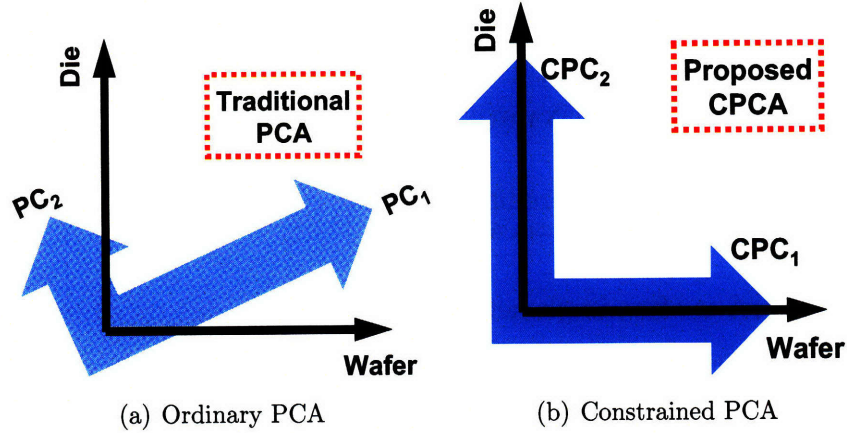 Die
Traditional
PCA
PC₂
PC₁
Wafer
(a) Ordinary PCA
Die
CPC₂
Proposed
CPCA
CPC₁
Wafer
(b) Constrained PCA